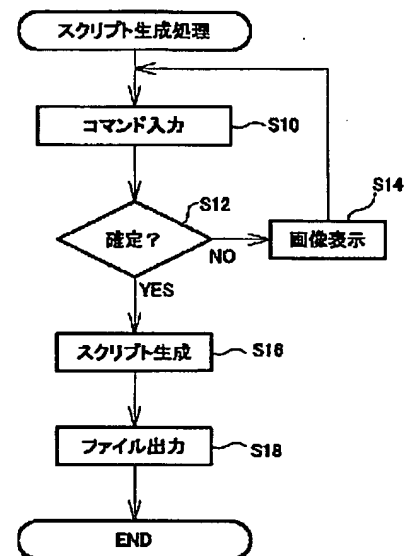 スクリプト生成処理
コマンド入力
S10
確定?
S12
NO
画像表示
S14
YES
スクリプト生成
S16
ファイル出力
S18
END